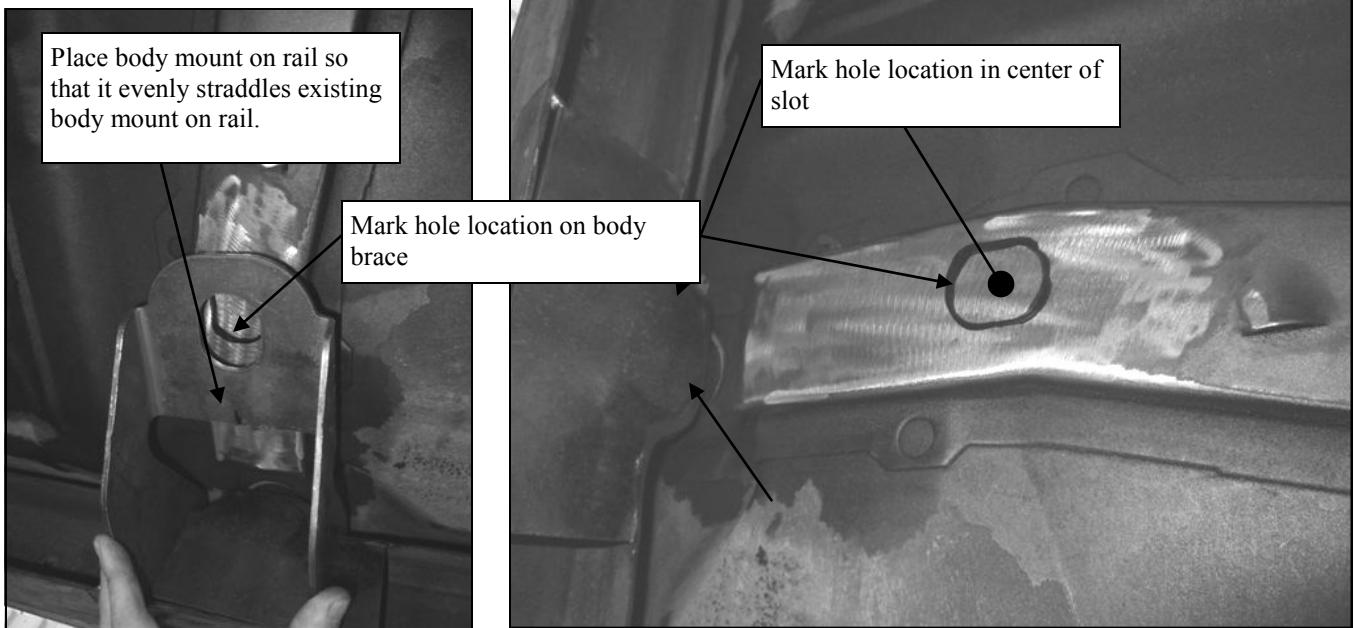 Place body mount on rail so
that it evenly straddles existing
body mount on rail.
Mark hole location on body
brace
Mark hole location in center of
slot